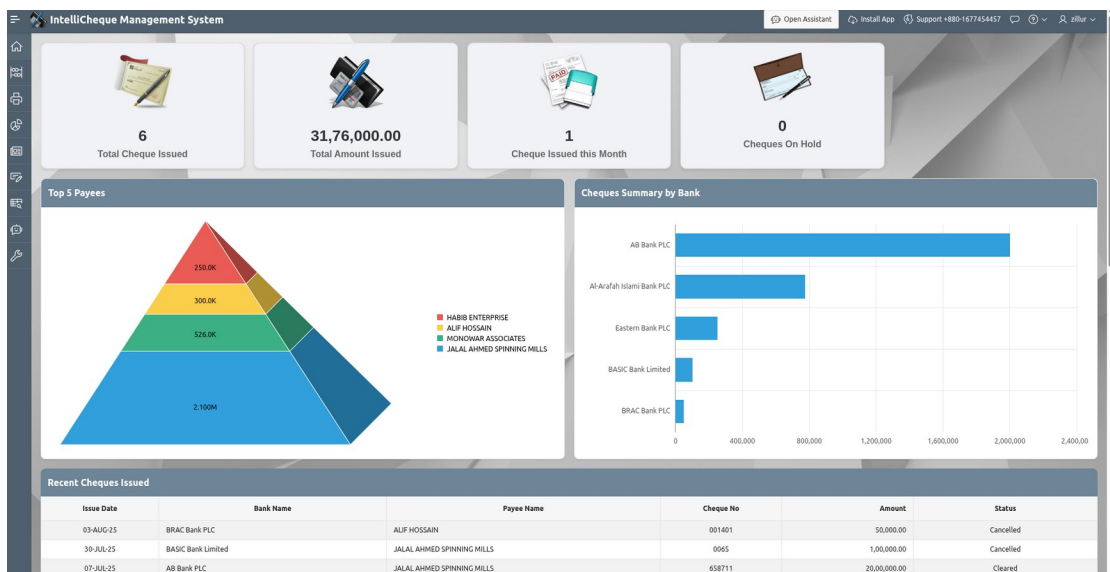 IntelliCheque Management System
Open Assistant
Install App
Support +880-1677454457
zillur
6
Total Cheque Issued
31,76,000.00
Total Amount Issued
PAID
1
Cheque Issued this Month
0
Cheques On Hold
Top 5 Payees
250.0K
300.0K
526.0K
2.100M
HABIB ENTERPRISE
ALIF HOSSAIN
MONOWAR ASSOCIATES
JALAL AHMED SPINNING MILLS
Cheques Summary by Bank
AB Bank PLC
Al-Arafah Islami Bank PLC
Eastern Bank PLC
BASIC Bank Limited
BRAC Bank PLC
0 400,000 800,000 1,200,000 1,600,000 2,000,000 2,400,00
Recent Cheques Issued
Issue Date Bank Name Payee Name Cheque No Amount Status
03-AUG-25 BRAC Bank PLC ALIF HOSSAIN 001401 50,000.00 Cancelled
30-JUL-25 BASIC Bank Limited JALAL AHMED SPINNING MILLS 0065 1,00,000.00 Cancelled
07-JUL-25 AB Bank PLC JALAL AHMED SPINNING MILLS 658711 20,00,000.00 Cleared